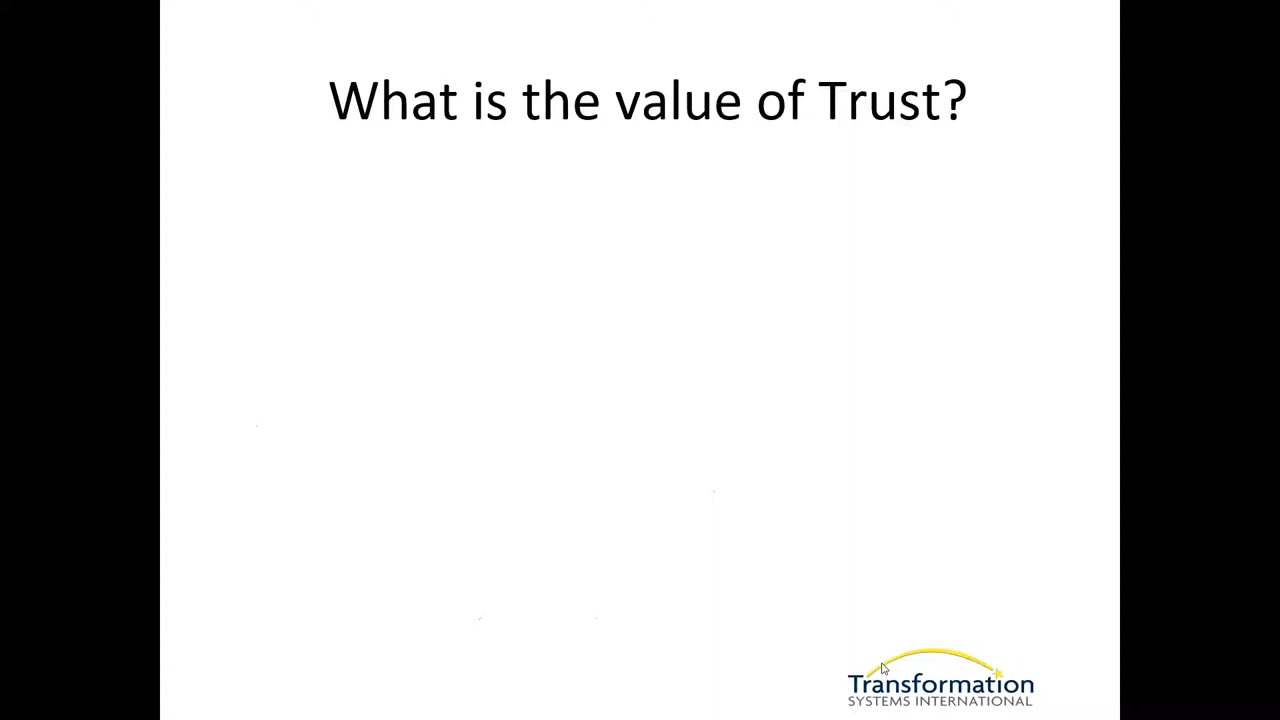 What is the value of Trust?
Transformation
SYSTEMS INTERNATIONAL